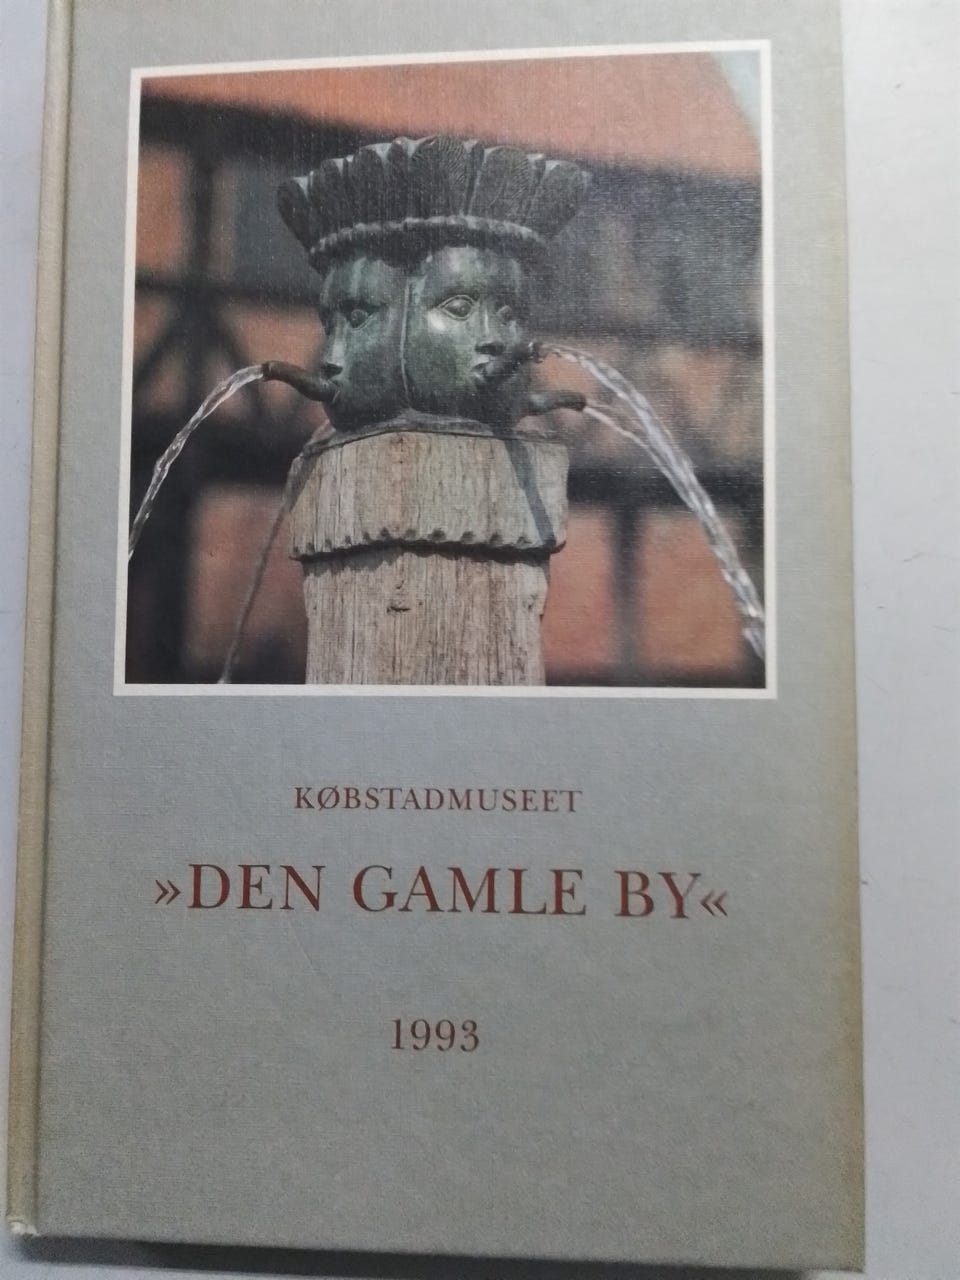 KØBSTADMUSEET
»DEN GAMLE BY«
1993